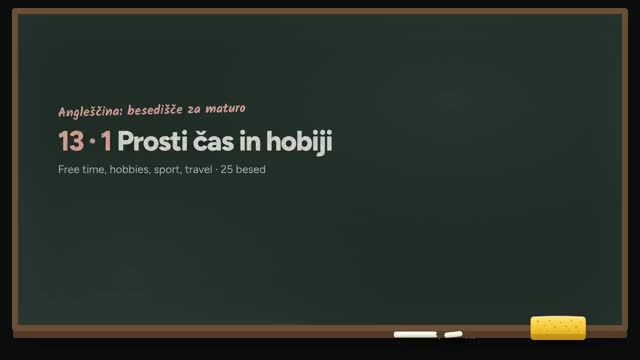 Angleščina: besedišče za maturo
13 · 1 Prosti čas in hobiji
Free time, hobbies, sport, travel · 25 besed